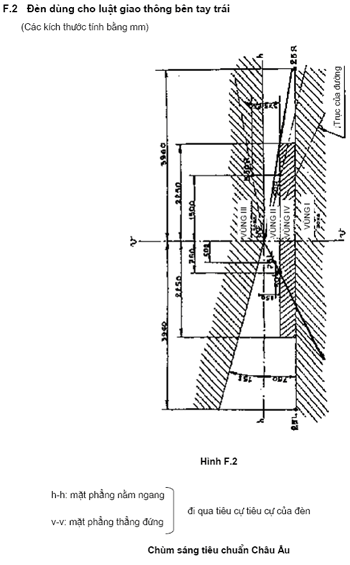 F.2 Đèn dùng cho luật giao thông bên tay trái
(Các kích thước tính bằng mm)
h
25R
3960
2250
1500
Trục của đường
VÙNG III
VÙNG II
VÙNG IV
VÙNG I
v
v
750
2250
3960
750
15°
h
25L
Hình F.2
h-h: mặt phẳng nằm ngang
v-v: mặt phẳng thẳng đứng
đi qua tiêu cự tiêu cự của đèn
Chùm sáng tiêu chuẩn Châu Âu